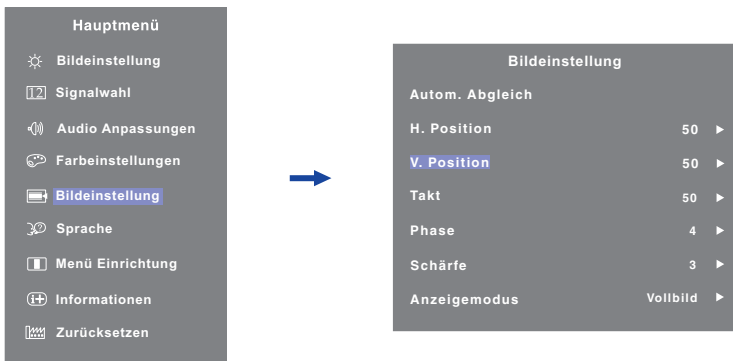 Hauptmenü
Bildeinstellung
12 Signalwahl
Audio Anpassungen
Farbeinstellungen
Bildeinstellung
? Sprache
Menü Einrichtung
i+ Informationen
Zurücksetzen
Bildeinstellung
Autom. Abgleich
H. Position 50
V. Position 50
Takt 50
Phase 4
Schärfe 3
Anzeigemodus Vollbild